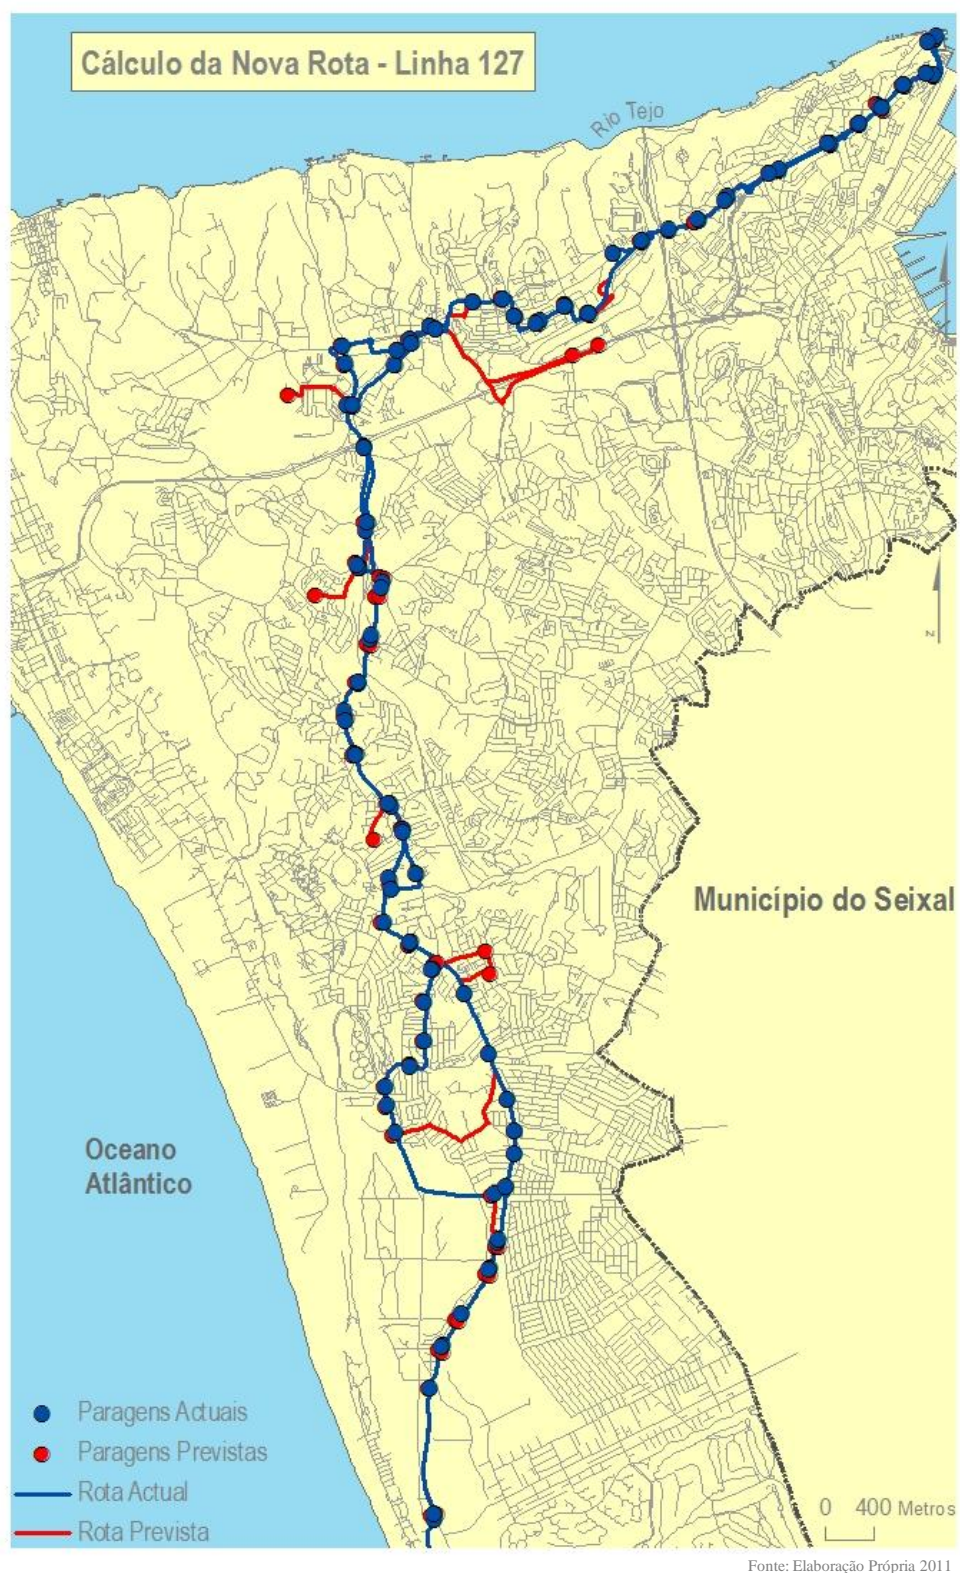 Cálculo da Nova Rota - Linha 127
Rio Tejo
N
Município do Seixal
Oceano
Atlântico
Paragens Actuais
Paragens Previstas
Rota Actual
Rota Prevista
0 400 Metros
Fonte: Elaboração Própria 2011